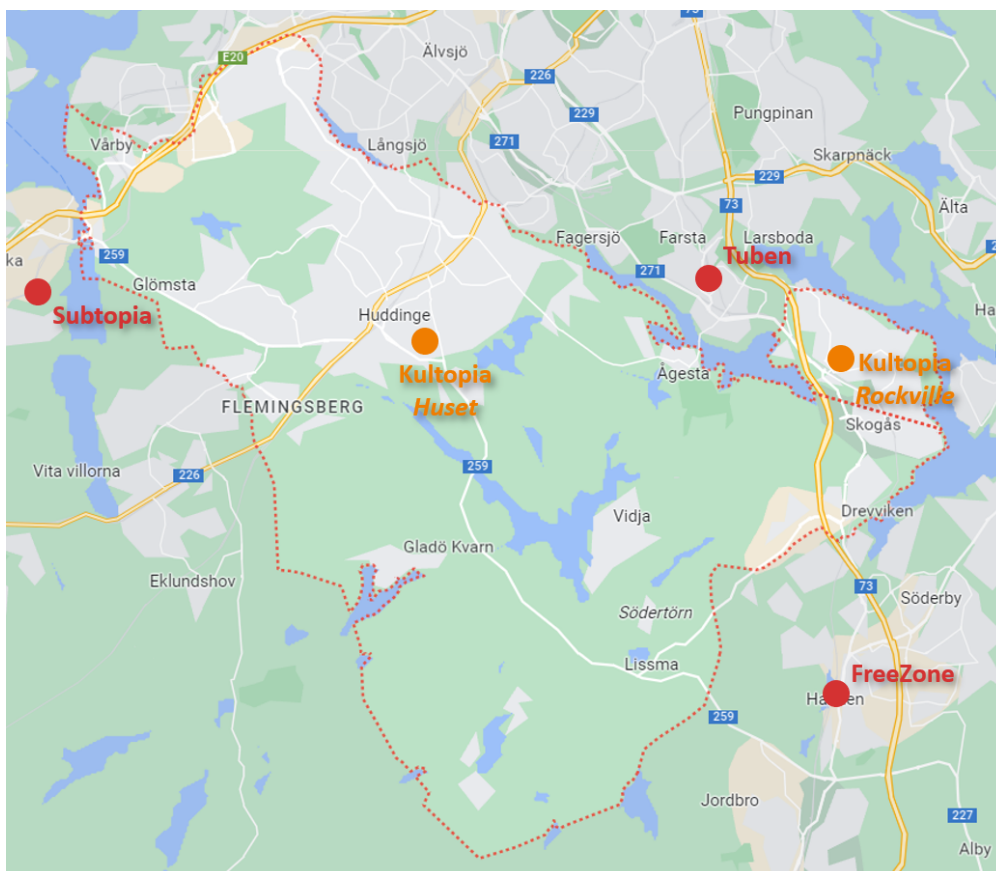 73
Älvsjö
E20
226
229
Pungpinan
271
Vårby
Långsjö
Skarpnäck
229
73
Älta
Fagersjö
Farsta
Larsboda
259
ka
271
Tuben
Glömsta
Subtopia
Huddinge
Ha
Kultopia
Huset
Ågesta
Kultopia
Rockville
FLEMINGSBERG
Skogås
Vita villorna
226
259
Vidja
Drevviken
Gladö Kvarn
Eklundshov
73
Söderby
Södertörn
Lissma
FreeZone
259
Jordbro
227
Alby